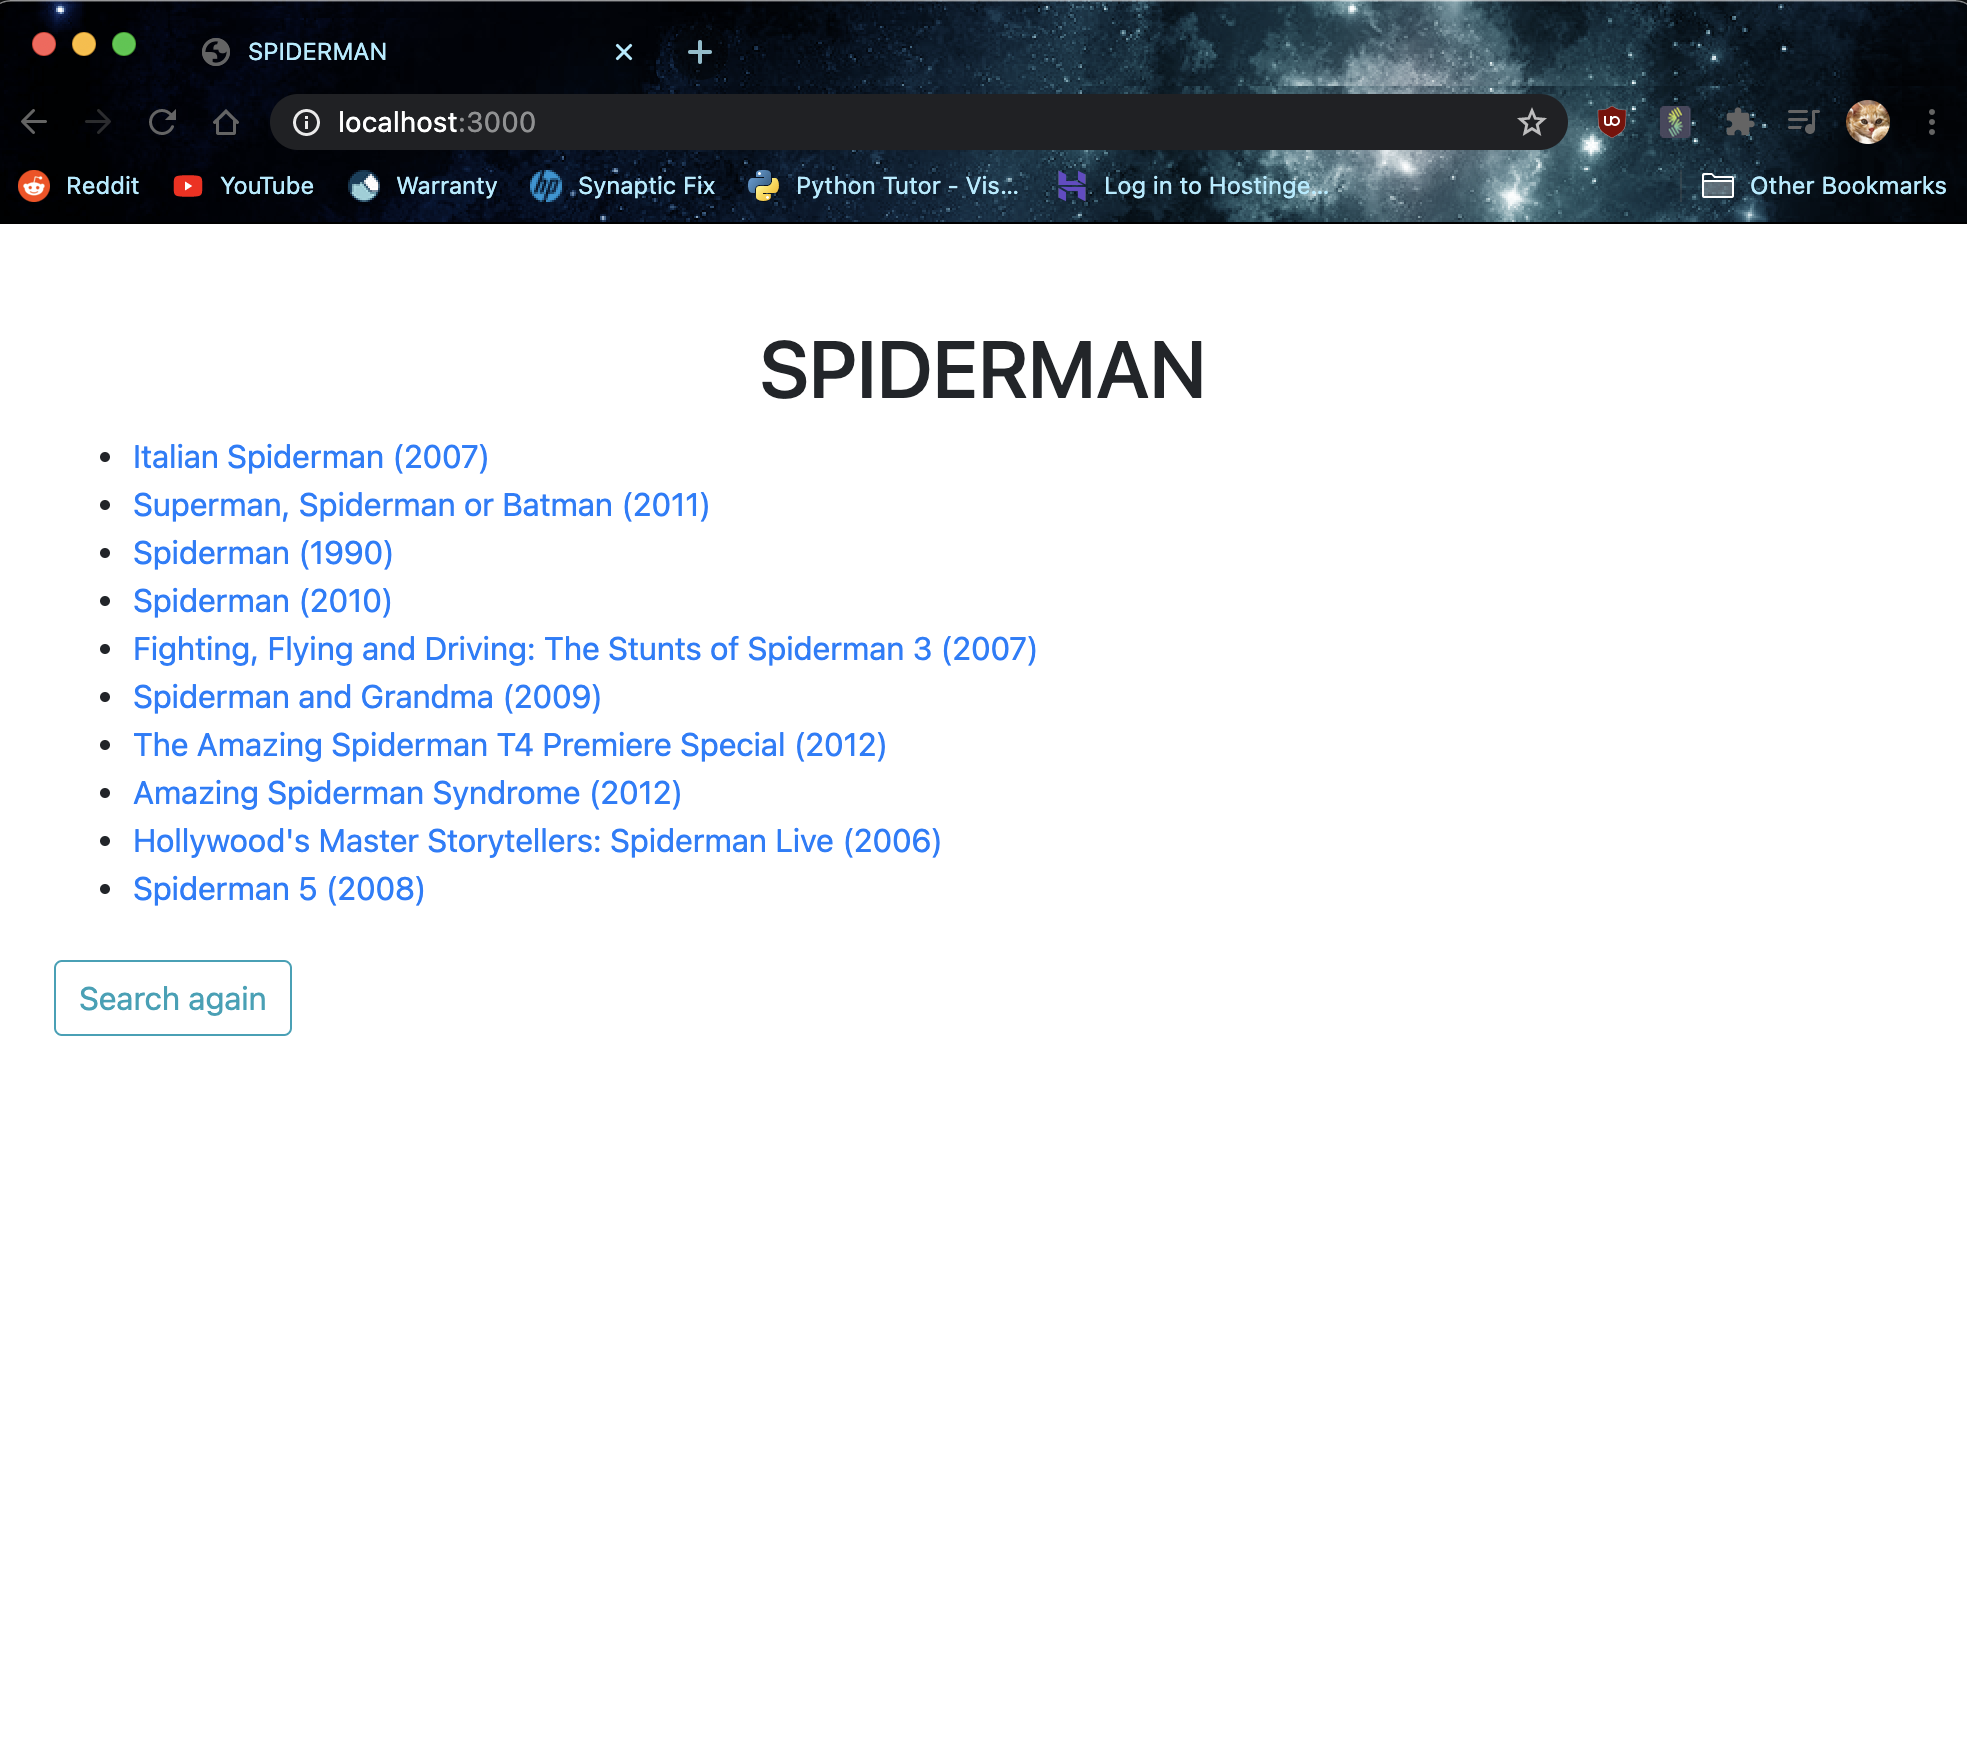 SPIDERMAN
localhost:3000
Reddit YouTube Warranty Synaptic Fix Python Tutor - Vis... Log in to Hostinge... Other Bookmarks
SPIDERMAN
Italian Spiderman (2007)
Superman, Spiderman or Batman (2011)
Spiderman (1990)
Spiderman (2010)
Fighting, Flying and Driving: The Stunts of Spiderman 3 (2007)
Spiderman and Grandma (2009)
The Amazing Spiderman T4 Premiere Special (2012)
Amazing Spiderman Syndrome (2012)
Hollywood's Master Storytellers: Spiderman Live (2006)
Spiderman 5 (2008)
Search again